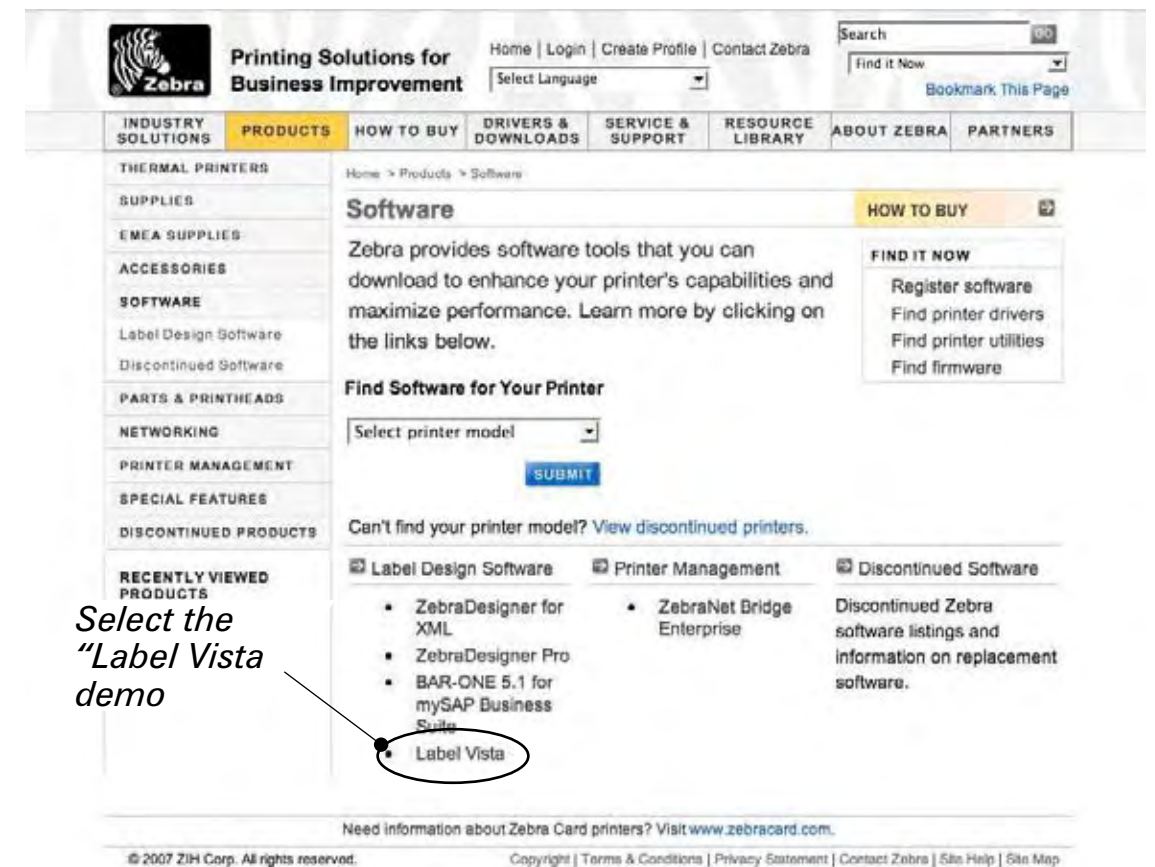 Zebra
Printing Solutions for
Business Improvement
Home | Login | Create Profile | Contact Zebra
Select Language
Search
GO
Find it Now
Bookmark This Page
INDUSTRY
SOLUTIONS
PRODUCTS
HOW TO BUY
DRIVERS &
DOWNLOADS
SERVICE &
SUPPORT
RESOURCE
LIBRARY
ABOUT ZEBRA
PARTNERS
THERMAL PRINTERS
SUPPLIES
EMEA SUPPLIES
ACCESSORIES
SOFTWARE
Label Design Software
Discontinued Software
PARTS & PRINTHEADS
NETWORKING
PRINTER MANAGEMENT
SPECIAL FEATURES
DISCONTINUED PRODUCTS
RECENTLY VIEWED
PRODUCTS
Select the
“Label Vista
demo
Home > Products > Software
Software
Zebra provides software tools that you can
download to enhance your printer's capabilities and
maximize performance. Learn more by clicking on
the links below.
Find Software for Your Printer
Select printer model
SUBMIT
Can't find your printer model? View discontinued printers.
HOW TO BUY
FIND IT NOW
Register software
Find printer drivers
Find printer utilities
Find firmware
Label Design Software
• ZebraDesigner for
XML
• ZebraDesigner Pro
• BAR-ONE 5.1 for
mySAP Business
Suite
• Label Vista
Printer Management
• ZebraNet Bridge
Enterprise
Discontinued Software
Discontinued Zebra
software listings and
information on replacement
software.
Need information about Zebra Card printers? Visit www.zebracard.com.
© 2007 ZIH Corp. All rights reserved.
Copyright | Terms & Conditions | Privacy Statement | Contact Zebra | Site Help | Site Map